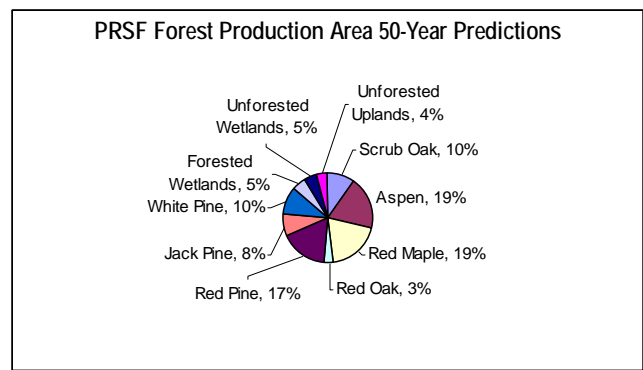 PRSF Forest Production Area 50-Year Predictions
Unforested
Uplands, 4%
Unforested
Wetlands, 5%
Scrub Oak, 10%
Forested
Wetlands, 5%
Aspen, 19%
White Pine, 10%
Jack Pine, 8%
Red Maple, 19%
Red Pine, 17%
Red Oak, 3%